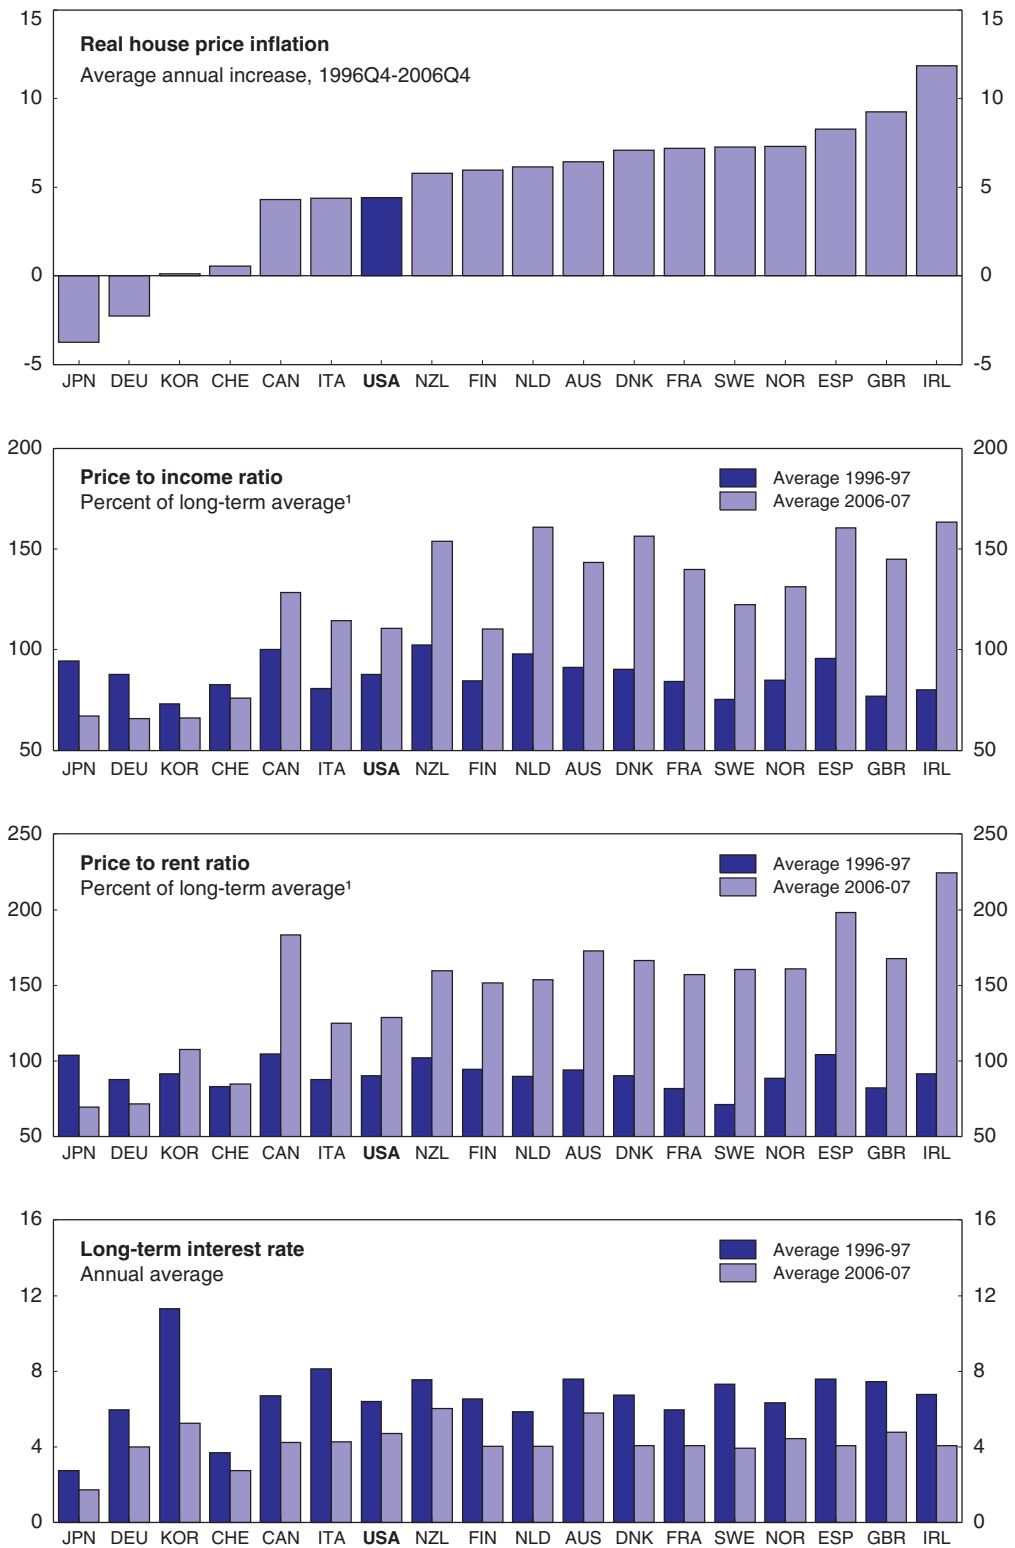 Real house price inflation
Average annual increase, 1996Q4-2006Q4
15 15
10 10
5 5
0 0
-5 -5
JPN DEU KOR CHE CAN ITA USA NZL FIN NLD AUS DNK FRA SWE NOR ESP GBR IRL
Price to income ratio
Percent of long-term average¹
Average 1996-97
Average 2006-07
200 200
150 150
100 100
50 50
JPN DEU KOR CHE CAN ITA USA NZL FIN NLD AUS DNK FRA SWE NOR ESP GBR IRL
Price to rent ratio
Percent of long-term average¹
Average 1996-97
Average 2006-07
250 250
200 200
150 150
100 100
50 50
JPN DEU KOR CHE CAN ITA USA NZL FIN NLD AUS DNK FRA SWE NOR ESP GBR IRL
Long-term interest rate
Annual average
Average 1996-97
Average 2006-07
16 16
12 12
8 8
4 4
0 0
JPN DEU KOR CHE CAN ITA USA NZL FIN NLD AUS DNK FRA SWE NOR ESP GBR IRL